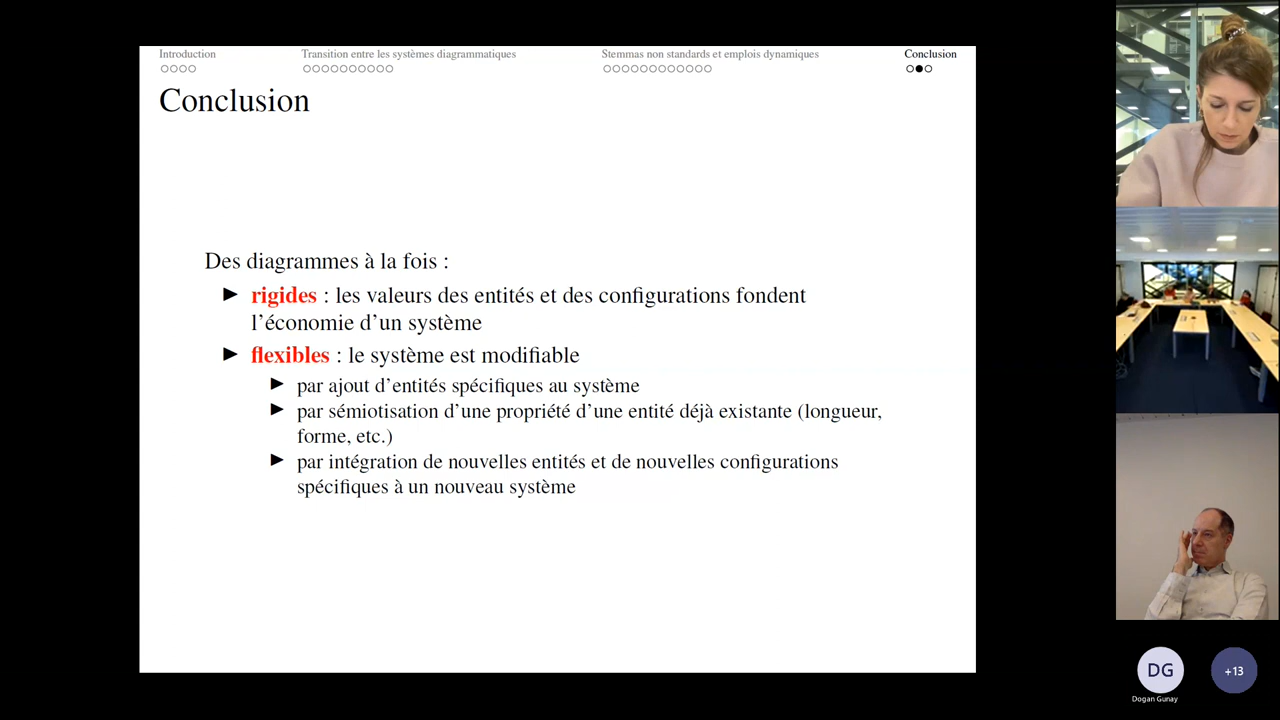 Introduction
Transition entre les systèmes diagrammatiques
Stemmas non standards et emplois dynamiques
Conclusion
Conclusion
Des diagrammes à la fois :
rigides : les valeurs des entités et des configurations fondent
l'économie d'un système
flexibles : le système est modifiable
par ajout d'entités spécifiques au système
par sémiotisation d'une propriété d'une entité déjà existante (longueur,
forme, etc.)
par intégration de nouvelles entités et de nouvelles configurations
spécifiques à un nouveau système
DG
+13
Dogan Gunay